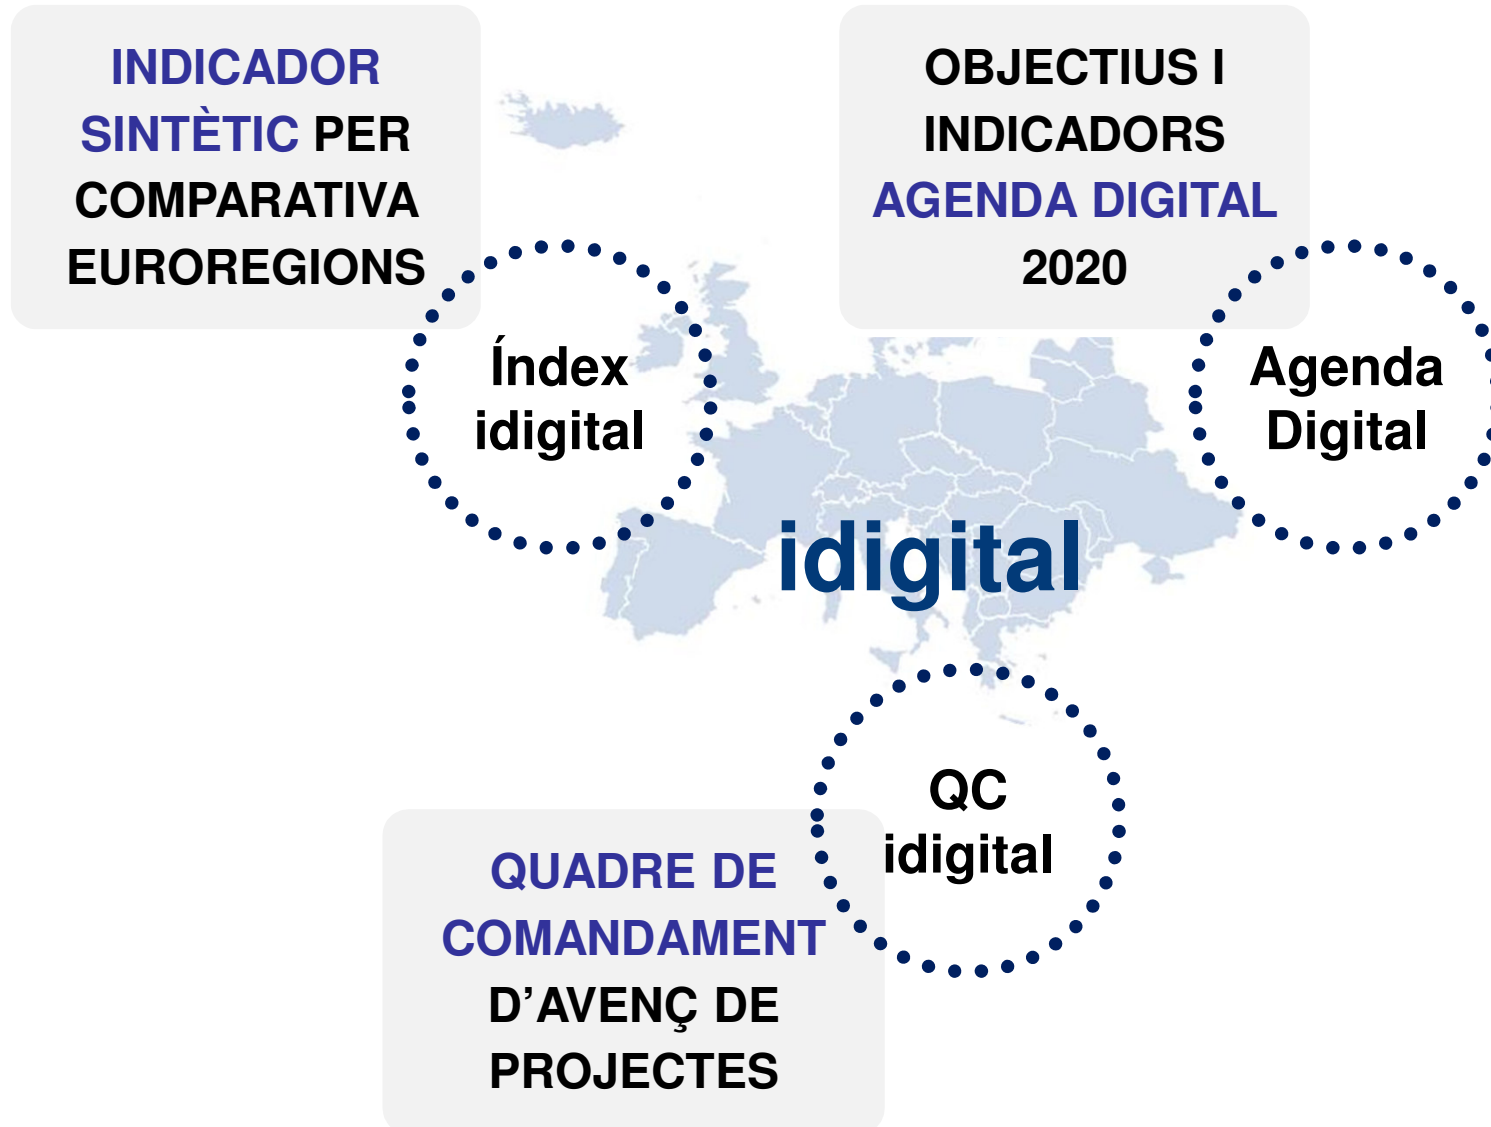 INDICADOR
SINTÈTIC PER
COMPARATIVA
EUROREGIONS
Índex
idigital
OBJECTIUS I
INDICADORS
AGENDA DIGITAL
2020
Agenda
Digital
idigital
QC
idigital
QUADRE DE
COMANDAMENT
D’AVENÇ DE
PROJECTES